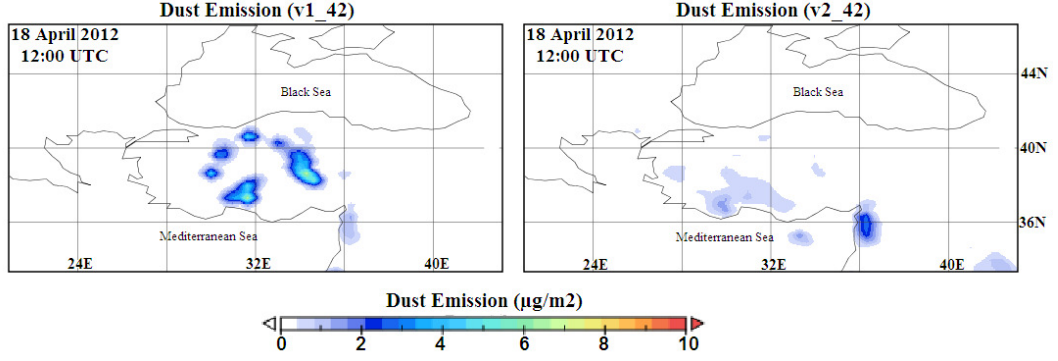 Dust Emission (v1_42)
Dust Emission (v2_42)
18 April 2012
12:00 UTC
Black Sea
Mediterranean Sea
24E
32E
40E
18 April 2012
12:00 UTC
Black Sea
Mediterranean Sea
24E
32E
40E
44N
40N
36N
Dust Emission (µg/m2)
0 2 4 6 8 10